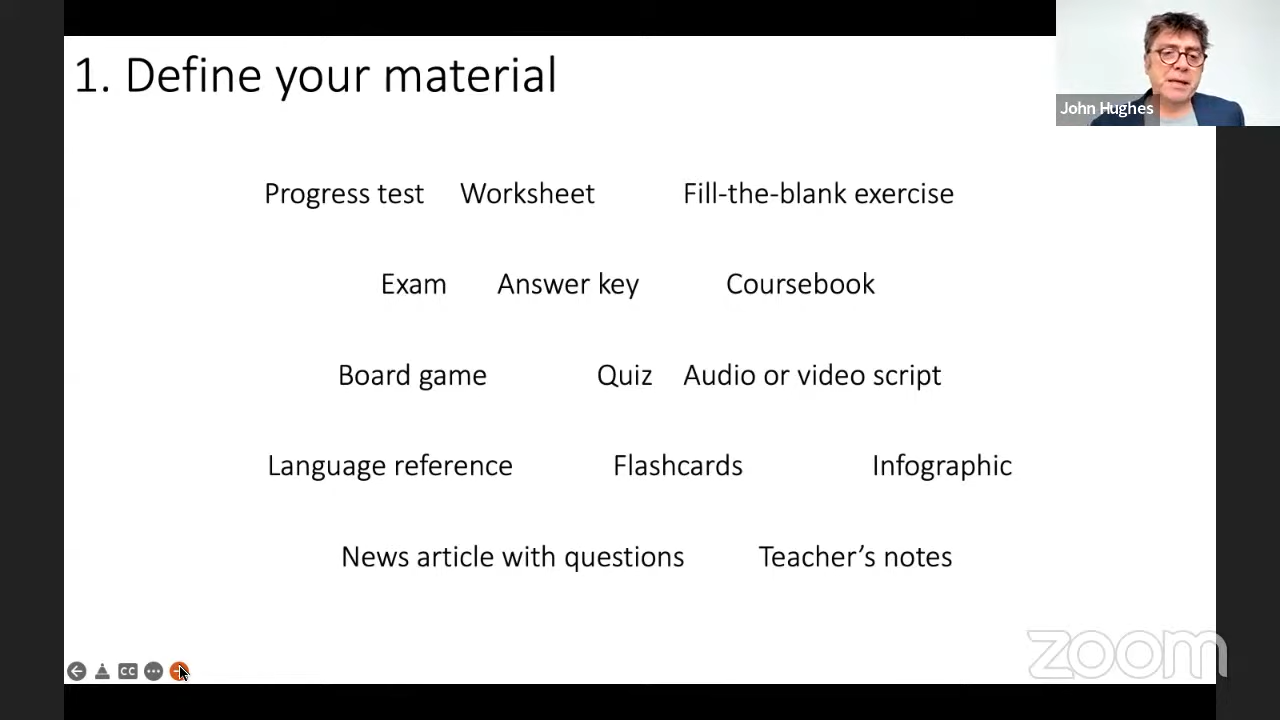 1. Define your material
John Hughes
Progress test Worksheet Fill-the-blank exercise
Exam Answer key Coursebook
Board game Quiz Audio or video script
Language reference Flashcards Infographic
News article with questions Teacher’s notes
CC
zoom